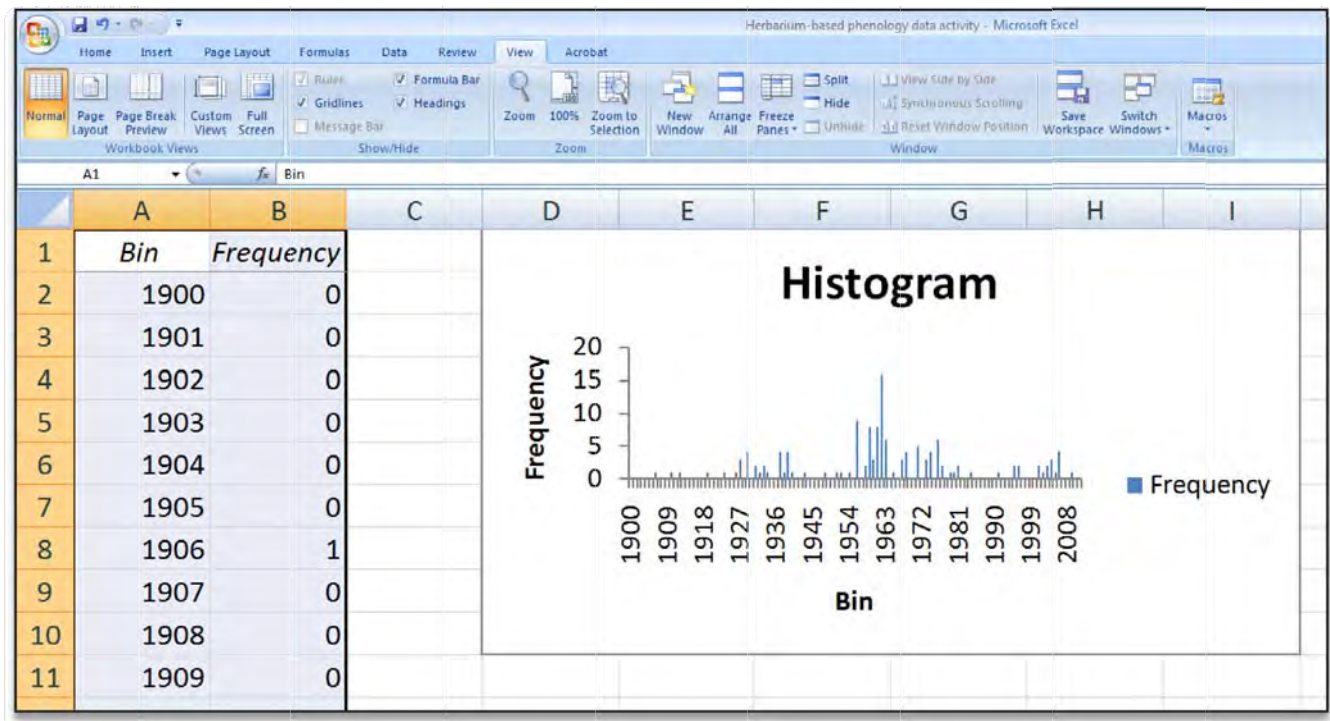 Herbarium-based phenology data activity - Microsoft Excel
Home Insert Page Layout Formulas Data Review View Acrobat
Normal Page Layout Page Break Preview Custom Views Full Screen
Workbook Views
Ruler Formula Bar
Gridlines Headings
Message Bar
Show/Hide
Zoom 100% Zoom to Selection
Zoom
New Window Arrange All Freeze Panes
Split
Hide
Unhide
View Side by Side
Synchronous Scrolling
Reset Window Position
Save Workspace Switch Windows
Window
Macros
Macros
A1 fx Bin
A B C D E F G H I
1 Bin Frequency
2 1900 0
3 1901 0
4 1902 0
5 1903 0
6 1904 0
7 1905 0
8 1906 1
9 1907 0
10 1908 0
11 1909 0
Histogram
Frequency
20
15
10
5
0
1900 1909 1918 1927 1936 1945 1954 1963 1972 1981 1990 1999 2008
Bin
Frequency